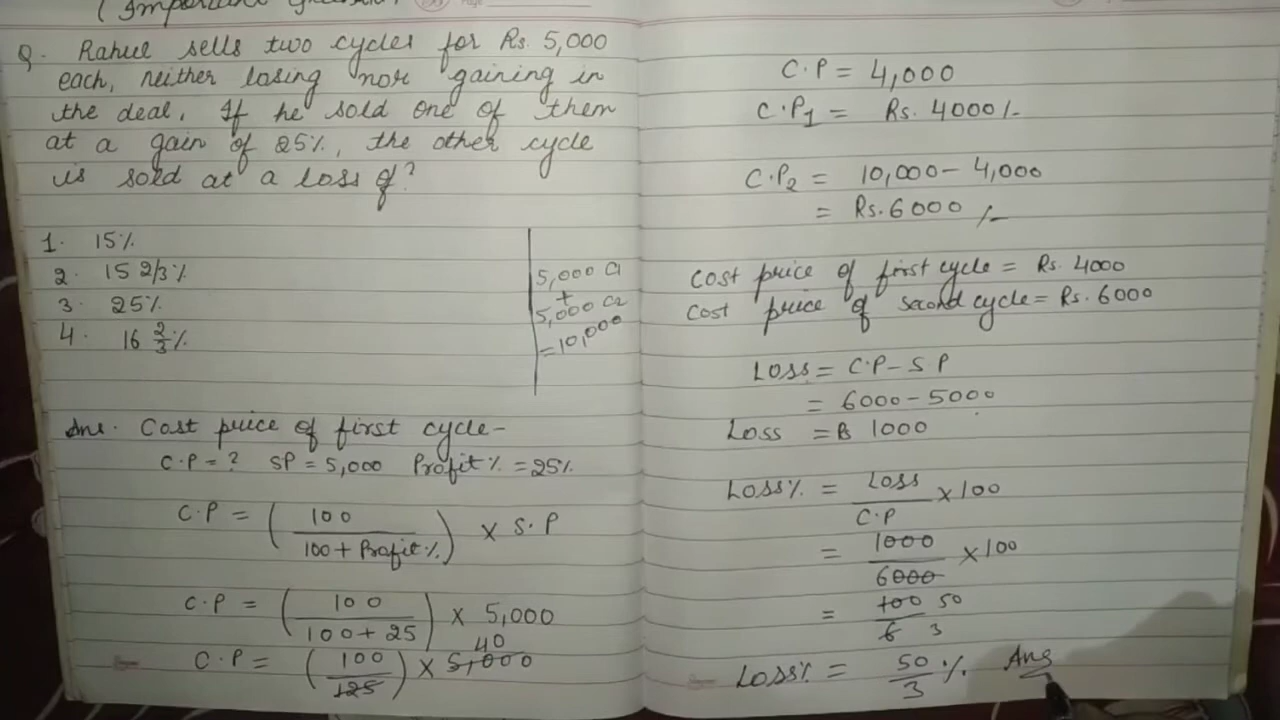 (Important
Q. Rahul sells two cycles for Rs. 5,000
each, neither losing nor gaining in
the deal, If he sold one of them
at a gain of 25%, the other cycle
is sold at a loss of?
1. 15%
2. 15 2/3%
3. 25%
4. 16 2/3%
5,000 C1
+
5,000 C2
=10,000
Ans. Cost price of first cycle-
C.P=? SP=5,000 Profit%=25%
C.P = (100/100+Profit%) × S.P
C.P = (100/100+25) × 5,000
40
C.P = (100/125) × 5,000
C.P = 4,000
C.P1 = Rs. 4000/-
C.P2 = 10,000-4,000
= Rs.6000/-
Cost price of first cycle= Rs. 4000
Cost price of second cycle= Rs. 6000
Loss= C.P-S.P
= 6000-5000
Loss = Rs 1000
Loss% = Loss/C.P ×100
= 1000/6000 ×100
= 100 50/6 3
Loss% = 50/3 %. Ans